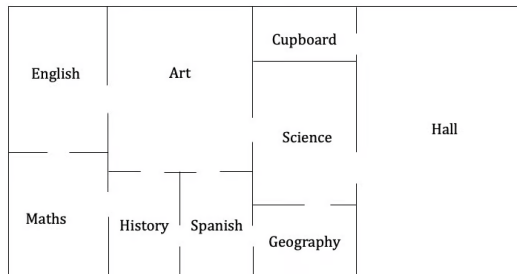 Cupboard
English
Art
Hall
Science
Maths
History
Spanish
Geography